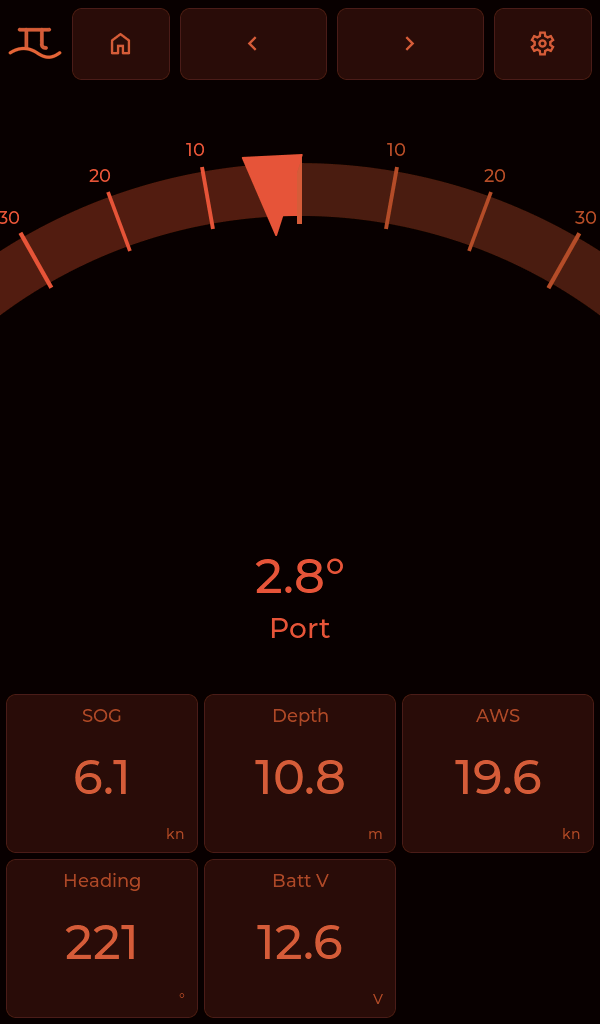 10 10
20 20
30 30
2.8°
Port
SOG Depth AWS
6.1 10.8 19.6
kn m kn
Heading Batt V
221 12.6
° V